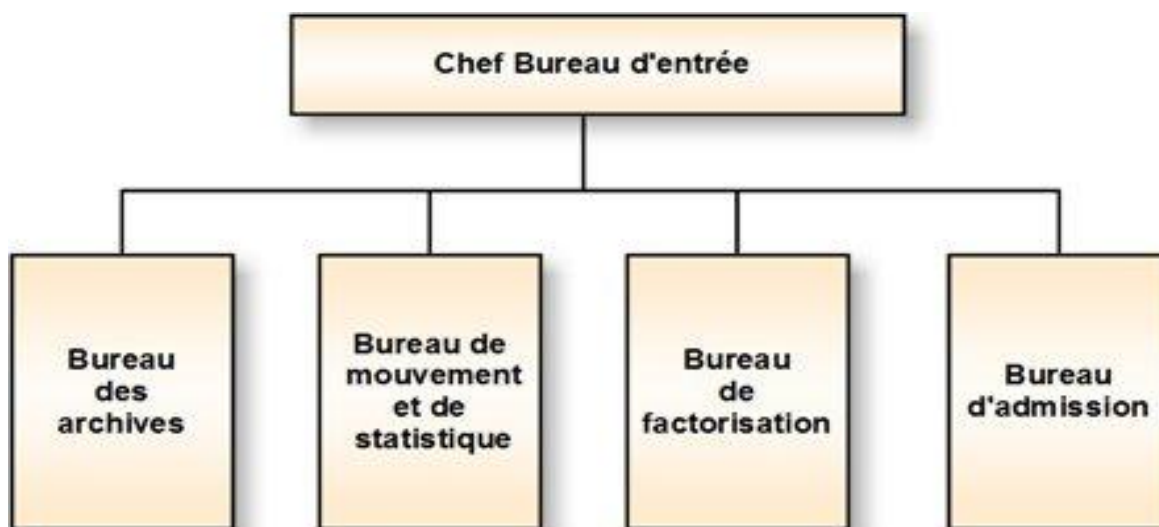 Chef Bureau d'entrée
Bureau
des
archives
Bureau de
mouvement
et de
statistique
Bureau
de
factorisation
Bureau
d'admission